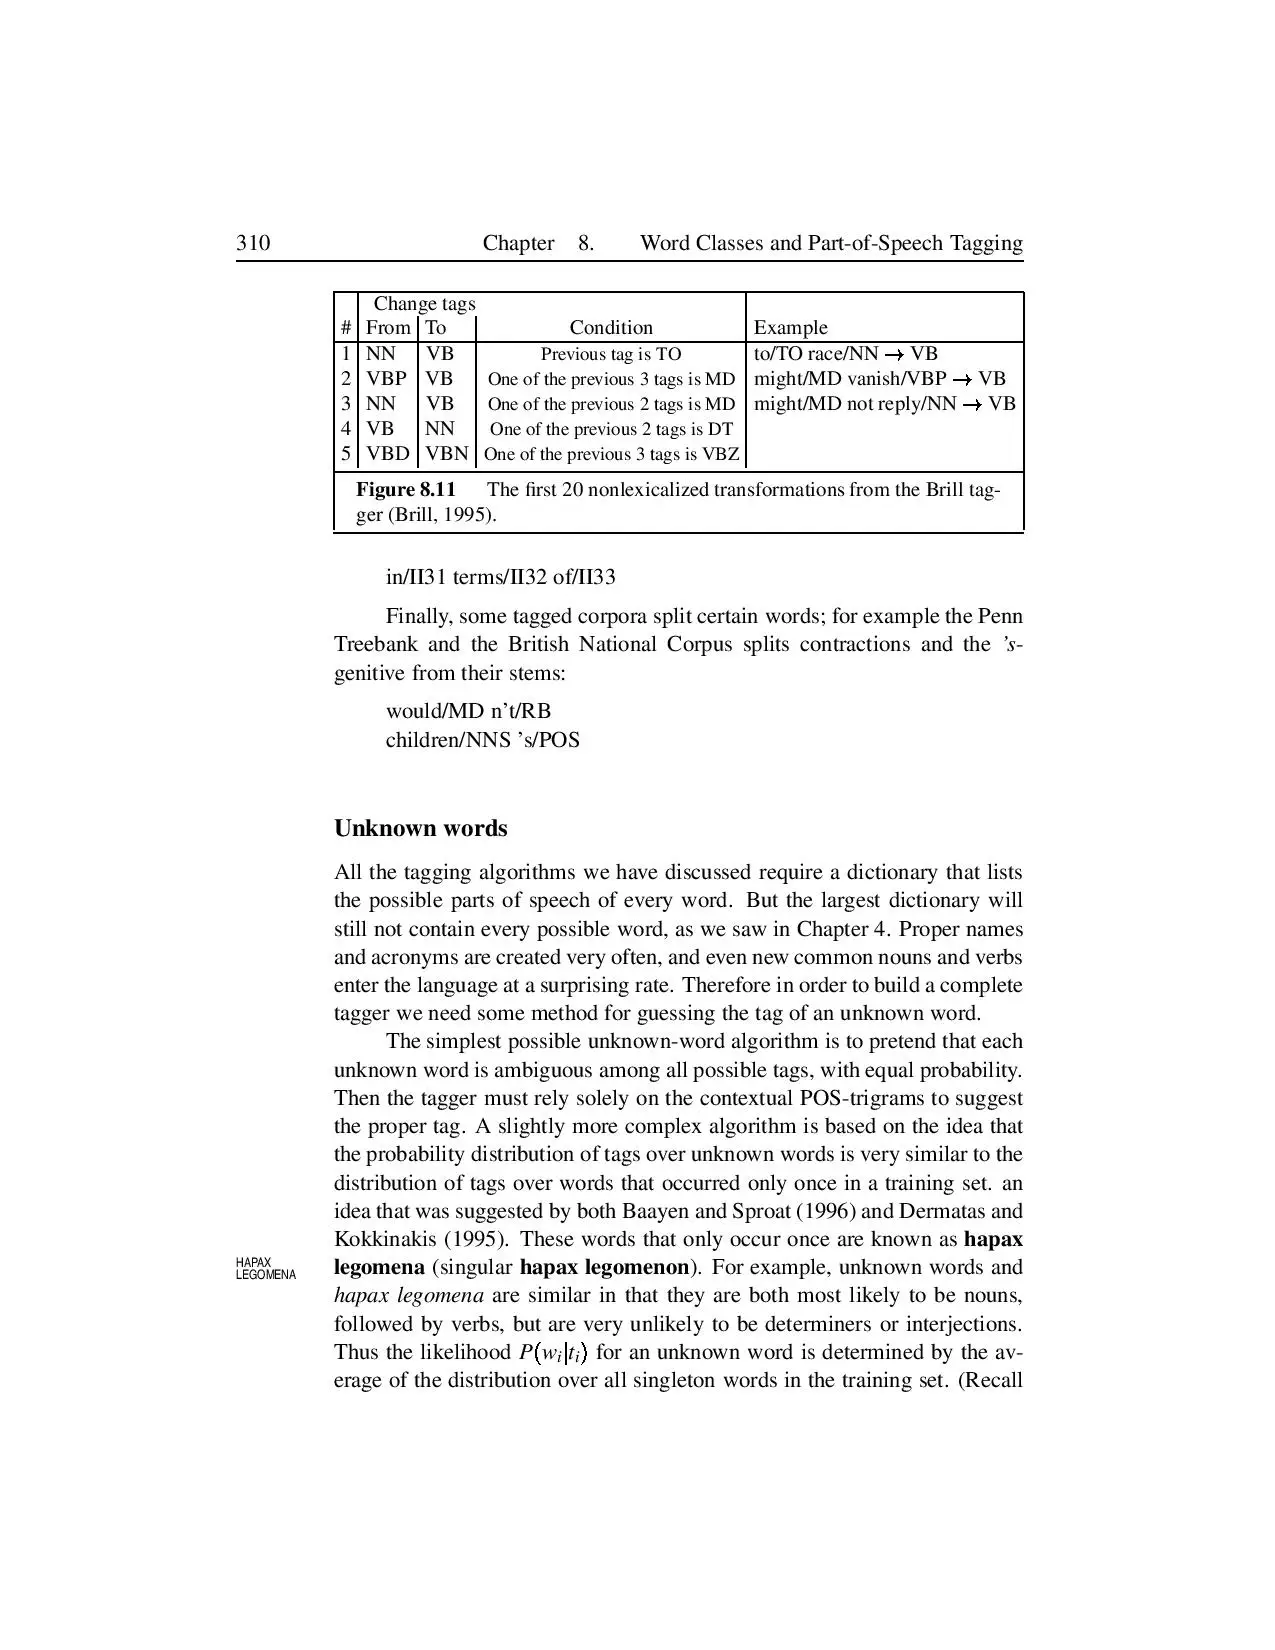 310 Chapter 8. Word Classes and Part-of-Speech Tagging
Change tags
# From To Condition Example
1 NN VB Previous tag is TO to/TO race/NN → VB
2 VBP VB One of the previous 3 tags is MD might/MD vanish/VBP → VB
3 NN VB One of the previous 2 tags is MD might/MD not reply/NN → VB
4 VB NN One of the previous 2 tags is DT
5 VBD VBN One of the previous 3 tags is VBZ
Figure 8.11 The first 20 nonlexicalized transformations from the Brill tag-
ger (Brill, 1995).
in/II31 terms/II32 of/II33
Finally, some tagged corpora split certain words; for example the Penn
Treebank and the British National Corpus splits contractions and the ’s-
genitive from their stems:
would/MD n’t/RB
children/NNS ’s/POS
Unknown words
All the tagging algorithms we have discussed require a dictionary that lists
the possible parts of speech of every word. But the largest dictionary will
still not contain every possible word, as we saw in Chapter 4. Proper names
and acronyms are created very often, and even new common nouns and verbs
enter the language at a surprising rate. Therefore in order to build a complete
tagger we need some method for guessing the tag of an unknown word.
The simplest possible unknown-word algorithm is to pretend that each
unknown word is ambiguous among all possible tags, with equal probability.
Then the tagger must rely solely on the contextual POS-trigrams to suggest
the proper tag. A slightly more complex algorithm is based on the idea that
the probability distribution of tags over unknown words is very similar to the
distribution of tags over words that occurred only once in a training set. an
idea that was suggested by both Baayen and Sproat (1996) and Dermatas and
Kokkinakis (1995). These words that only occur once are known as hapax
HAPAX
LEGOMENA
legomena (singular hapax legomenon). For example, unknown words and
hapax legomena are similar in that they are both most likely to be nouns,
followed by verbs, but are very unlikely to be determiners or interjections.
Thus the likelihood P(wi|ti) for an unknown word is determined by the av-
erage of the distribution over all singleton words in the training set. (Recall